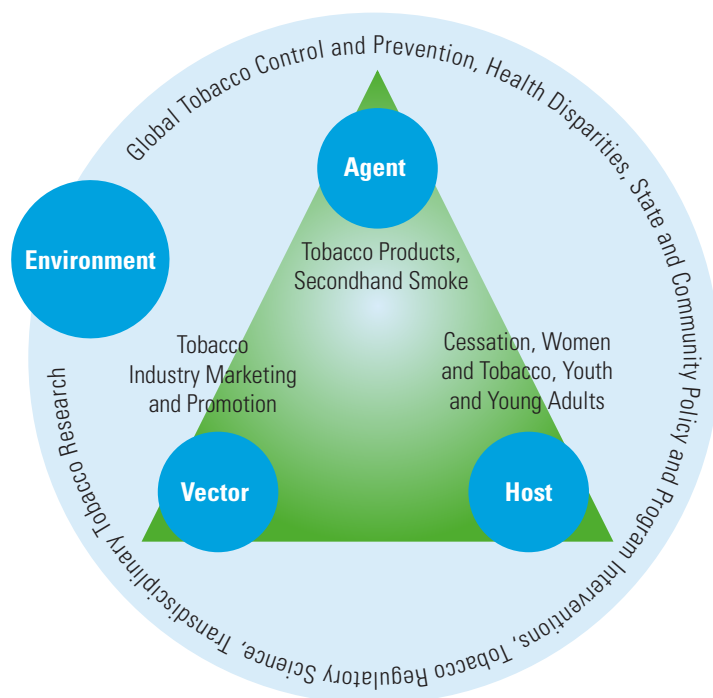 Global Tobacco Control and Prevention, Health Disparities, State and Community Policy and Program Interventions, Tobacco Regulatory Science, Transdisciplinary Tobacco Research
Agent
Tobacco Products,
Secondhand Smoke
Environment
Tobacco
Industry Marketing
and Promotion
Vector
Cessation, Women
and Tobacco, Youth
and Young Adults
Host